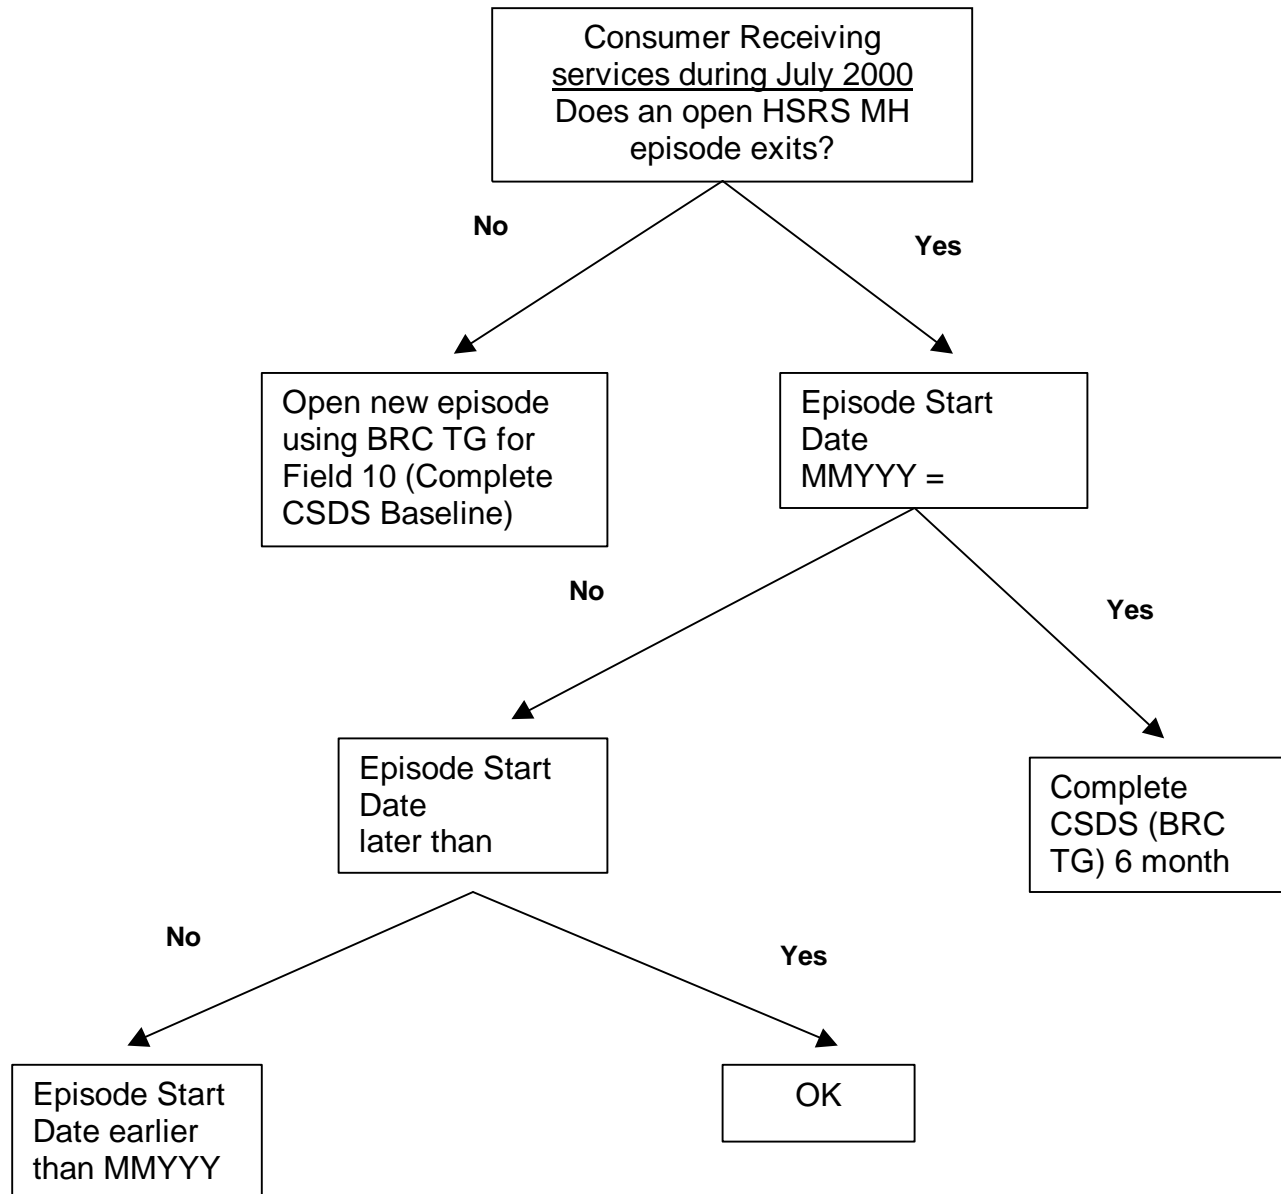 Consumer Receiving
services during July 2000
Does an open HSRS MH
episode exits?
No
Yes
Open new episode
using BRC TG for
Field 10 (Complete
CSDS Baseline)
Episode Start
Date
MMYYY =
No
Yes
Episode Start
Date
later than
Complete
CSDS (BRC
TG) 6 month
No
Yes
Episode Start
Date earlier
than MMYYY
OK